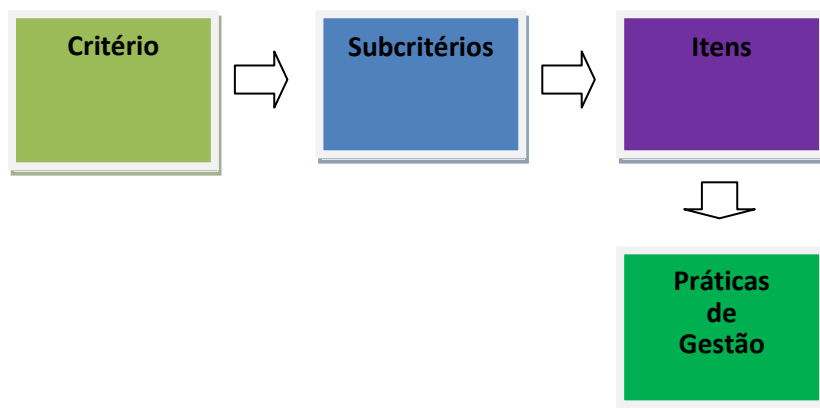 Critério
Subcritérios
Itens
Práticas
de
Gestão